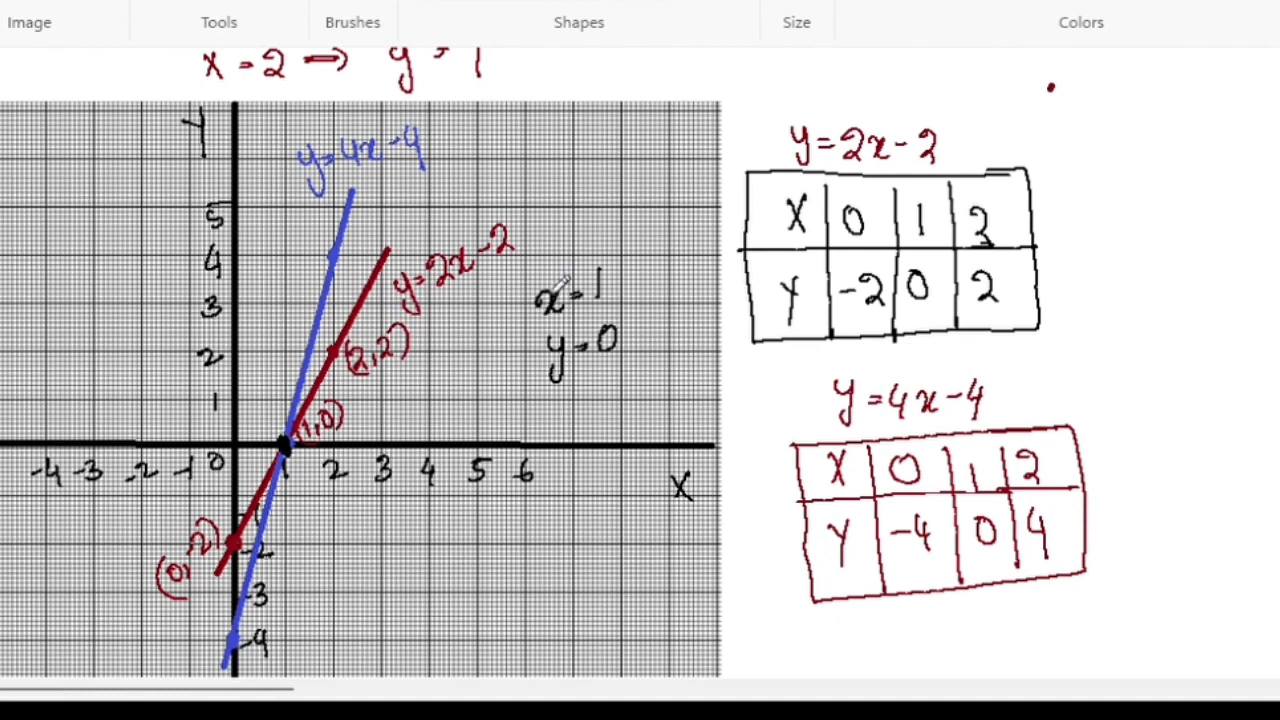 Image Tools Brushes Shapes Size Colors
x = 2 ⇒ y = 1
Y
y=4x-4
5
4
3
2
1
y=2x-2
(2,2)
(1,0)
x=1
y=0
-4 -3 -2 -1 0 1 2 3 4 5 6
X
(0,-2)
-1
-2
-3
-4
y=2x-2
X 0 1 2
Y -2 0 2
y=4x-4
X 0 1 2
Y -4 0 4